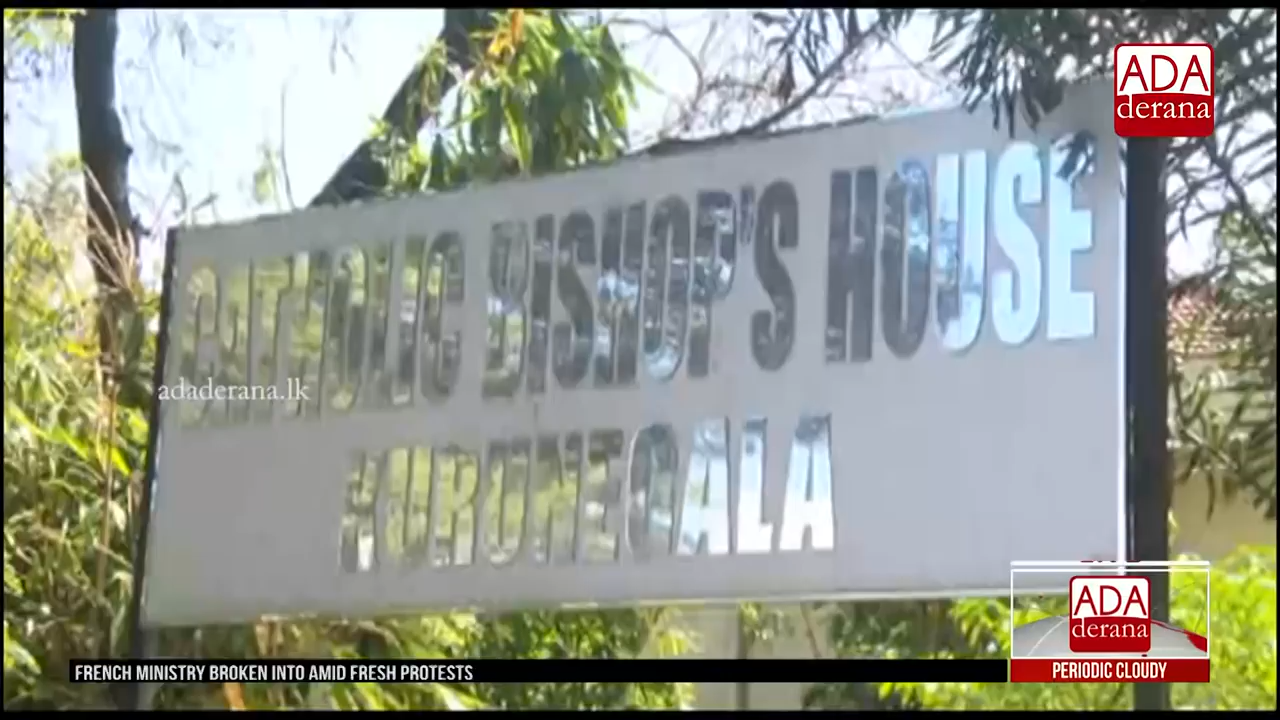 ADA
derana
CATHOLIC BISHOP'S HOUSE
adaderana.lk
KURUNEGALA
ADA
derana
FRENCH MINISTRY BROKEN INTO AMID FRESH PROTESTS
PERIODIC CLOUDY